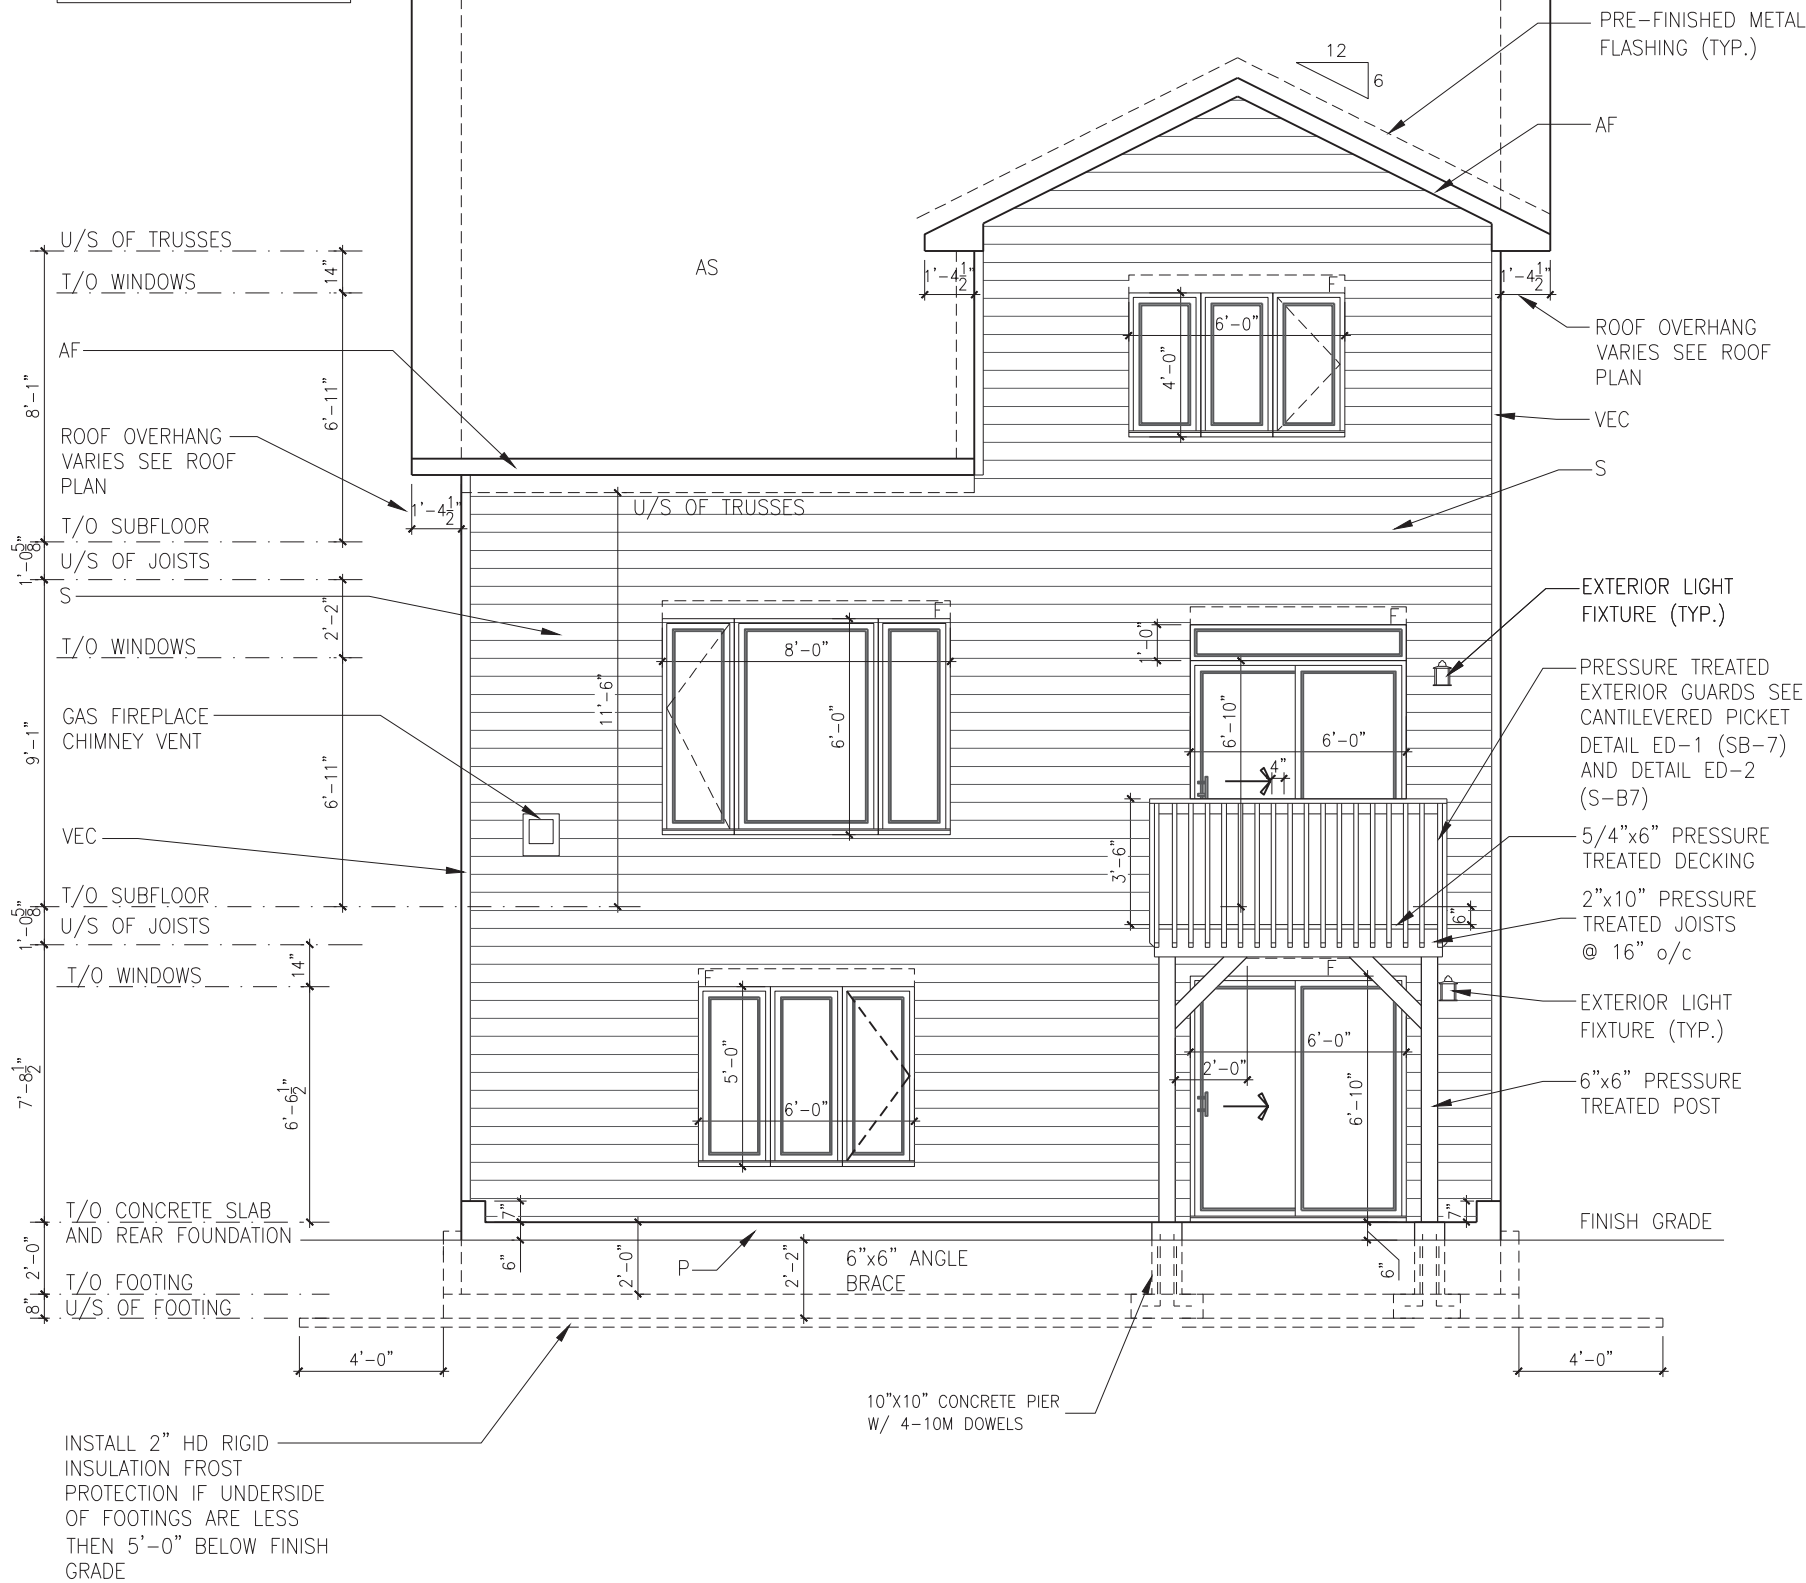 PRE-FINISHED METAL
FLASHING (TYP.)
12
6
AF
U/S OF TRUSSES
14"
T/O WINDOWS
AS
1'-4 1/2"
F
1'-4 1/2"
6'-0"
4'-0"
ROOF OVERHANG
VARIES SEE ROOF
PLAN
AF
8'-1"
6'-11"
VEC
ROOF OVERHANG
VARIES SEE ROOF
PLAN
S
1'-4 1/2"
U/S OF TRUSSES
T/O SUBFLOOR
1'-0 5/8"
U/S OF JOISTS
S
2'-2"
T/O WINDOWS
F
8'-0"
6'-0"
11'-6"
F
1'-0"
EXTERIOR LIGHT
FIXTURE (TYP.)
PRESSURE TREATED
EXTERIOR GUARDS SEE
CANTILEVERED PICKET
DETAIL ED-1 (SB-7)
AND DETAIL ED-2
(S-B7)
6'-10"
6'-0"
4"
GAS FIREPLACE
CHIMNEY VENT
9'-1"
6'-11"
VEC
3'-6"
5/4"x6" PRESSURE
TREATED DECKING
T/O SUBFLOOR
1'-0 5/8"
U/S OF JOISTS
6"
2"x10" PRESSURE
TREATED JOISTS
@ 16" o/c
14"
T/O WINDOWS
F
F
EXTERIOR LIGHT
FIXTURE (TYP.)
5'-0"
6'-0"
6'-0"
2'-0"
6'-10"
7'-8 1/2"
6'-6 1/2"
6"x6" PRESSURE
TREATED POST
T/O CONCRETE SLAB
AND REAR FOUNDATION
7"
7"
FINISH GRADE
2'-0"
6"
P
2'-0"
2'-2"
6"x6" ANGLE
BRACE
6"
T/O FOOTING
8"
U/S OF FOOTING
4'-0"
4'-0"
10"X10" CONCRETE PIER
W/ 4-10M DOWELS
INSTALL 2" HD RIGID
INSULATION FROST
PROTECTION IF UNDERSIDE
OF FOOTINGS ARE LESS
THEN 5'-0" BELOW FINISH
GRADE